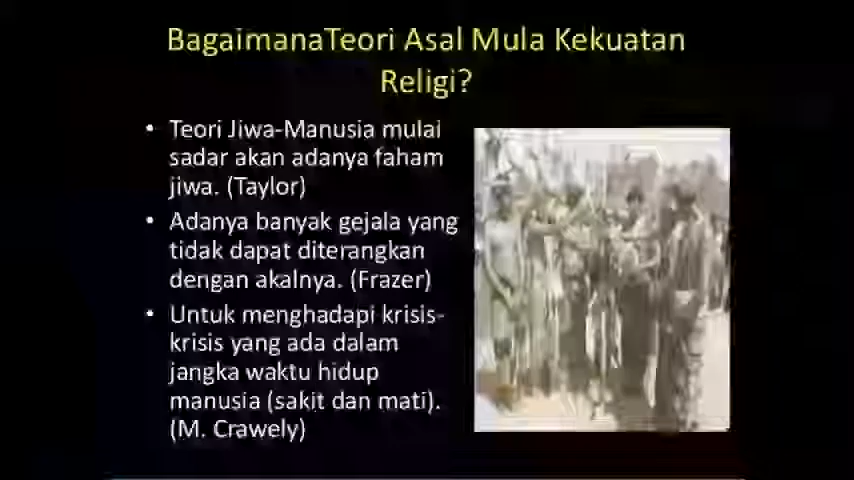 BagaimanaTeori Asal Mula Kekuatan
Religi?
• Teori Jiwa-Manusia mulai
sadar akan adanya faham
jiwa. (Taylor)
• Adanya banyak gejala yang
tidak dapat diterangkan
dengan akalnya. (Frazer)
• Untuk menghadapi krisis-
krisis yang ada dalam
jangka waktu hidup
manusia (sakit dan mati).
(M. Crawely)